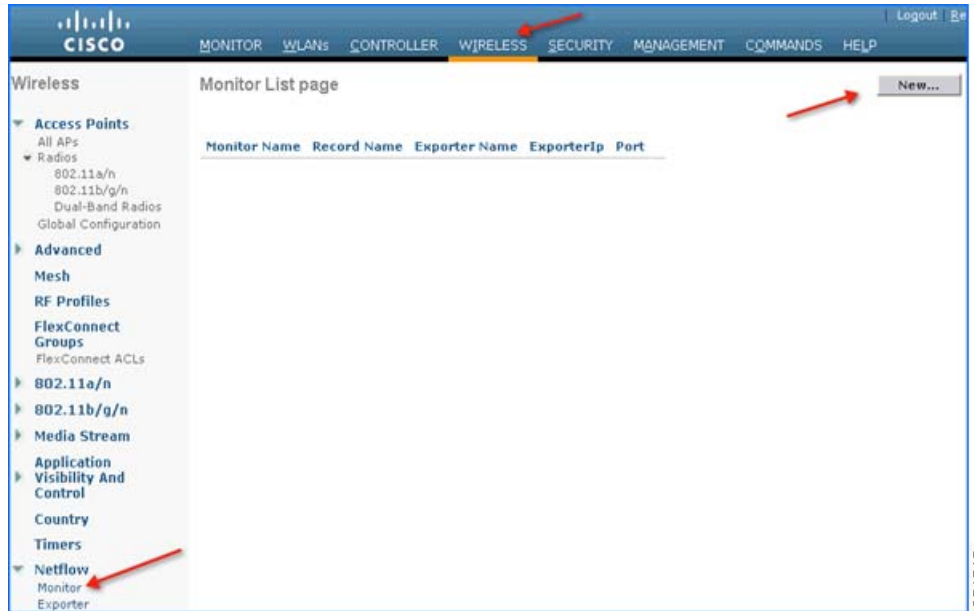 Logout Re
CISCO
MONITOR WLANs CONTROLLER WIRELESS SECURITY MANAGEMENT COMMANDS HELP
Wireless
Monitor List page
New...
Access Points
All APs
Radios
802.11a/n
802.11b/g/n
Dual-Band Radios
Global Configuration
Advanced
Mesh
RF Profiles
FlexConnect
Groups
FlexConnect ACLs
802.11a/n
802.11b/g/n
Media Stream
Application
Visibility And
Control
Country
Timers
Netflow
Monitor
Exporter
Monitor Name Record Name Exporter Name ExporterIp Port